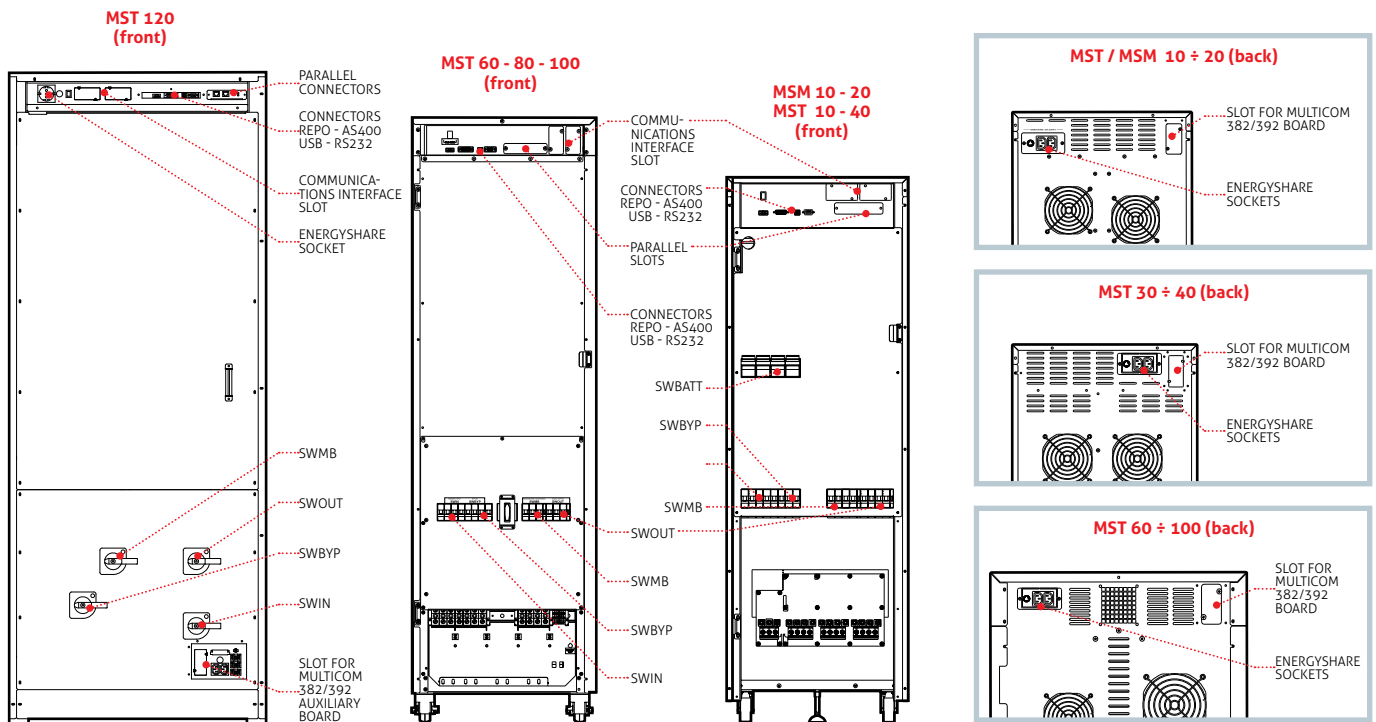 MST 120
(front)
PARALLEL
CONNECTORS
CONNECTORS
REPO - AS400
USB - RS232
COMMUNICA-
TIONS INTERFACE
SLOT
ENERGYSHARE
SOCKET
SWMB
SWOUT
SWBYP
SWIN
SLOT FOR
MULTICOM
382/392
AUXILIARY
BOARD
MST 60 - 80 - 100
(front)
COMMU-
NICATIONS
INTERFACE
SLOT
CONNECTORS
REPO - AS400
USB - RS232
PARALLEL
SLOTS
CONNECTORS
REPO - AS400
USB - RS232
SWBATT
SWBYP
SWMB
SWOUT
SWMB
SWBYP
SWIN
SWIN
SWBYP
SWMB
SWOUT
MSM 10 - 20
MST 10 - 40
(front)
MST / MSM 10 ÷ 20 (back)
SLOT FOR MULTICOM
382/392 BOARD
ENERGYSHARE
SOCKETS
MST 30 ÷ 40 (back)
SLOT FOR MULTICOM
382/392 BOARD
ENERGYSHARE
SOCKETS
MST 60 ÷ 100 (back)
SLOT FOR
MULTICOM
382/392
BOARD
ENERGYSHARE
SOCKETS